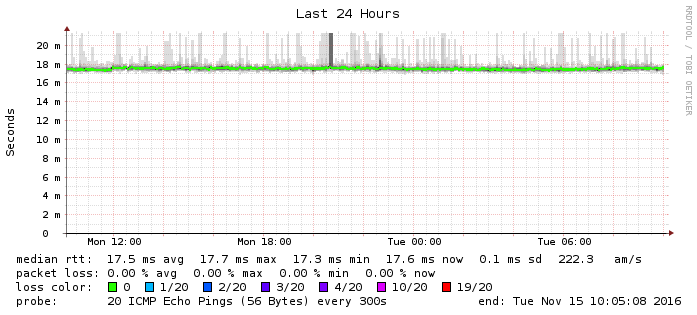 Last 24 Hours
RRDTOOL / TOBI OETIKER
Seconds
20 m
18 m
16 m
14 m
12 m
10 m
8 m
6 m
4 m
2 m
0
Mon 12:00 Mon 18:00 Tue 00:00 Tue 06:00
median rtt: 17.5 ms avg 17.7 ms max 17.3 ms min 17.6 ms now 0.1 ms sd 222.3 am/s
packet loss: 0.00 % avg 0.00 % max 0.00 % min 0.00 % now
loss color: 0 1/20 2/20 3/20 4/20 10/20 19/20
probe: 20 ICMP Echo Pings (56 Bytes) every 300s end: Tue Nov 15 10:05:08 2016